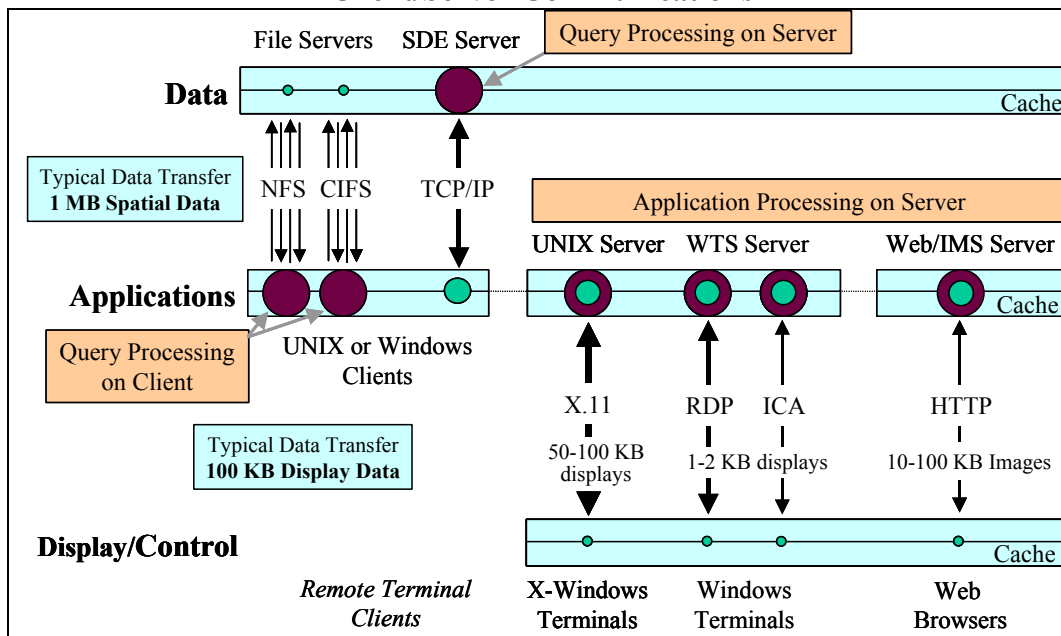 File Servers
SDE Server
Query Processing on Server
Data
Cache
Typical Data Transfer
1 MB Spatial Data
NFS
CIFS
TCP/IP
Application Processing on Server
UNIX Server
WTS Server
Web/IMS Server
Applications
Cache
Query Processing
on Client
UNIX or Windows
Clients
X.11
RDP
ICA
HTTP
Typical Data Transfer
100 KB Display Data
50-100 KB
displays
1-2 KB displays
10-100 KB Images
Display/Control
Cache
Remote Terminal
Clients
X-Windows
Terminals
Windows
Terminals
Web
Browsers